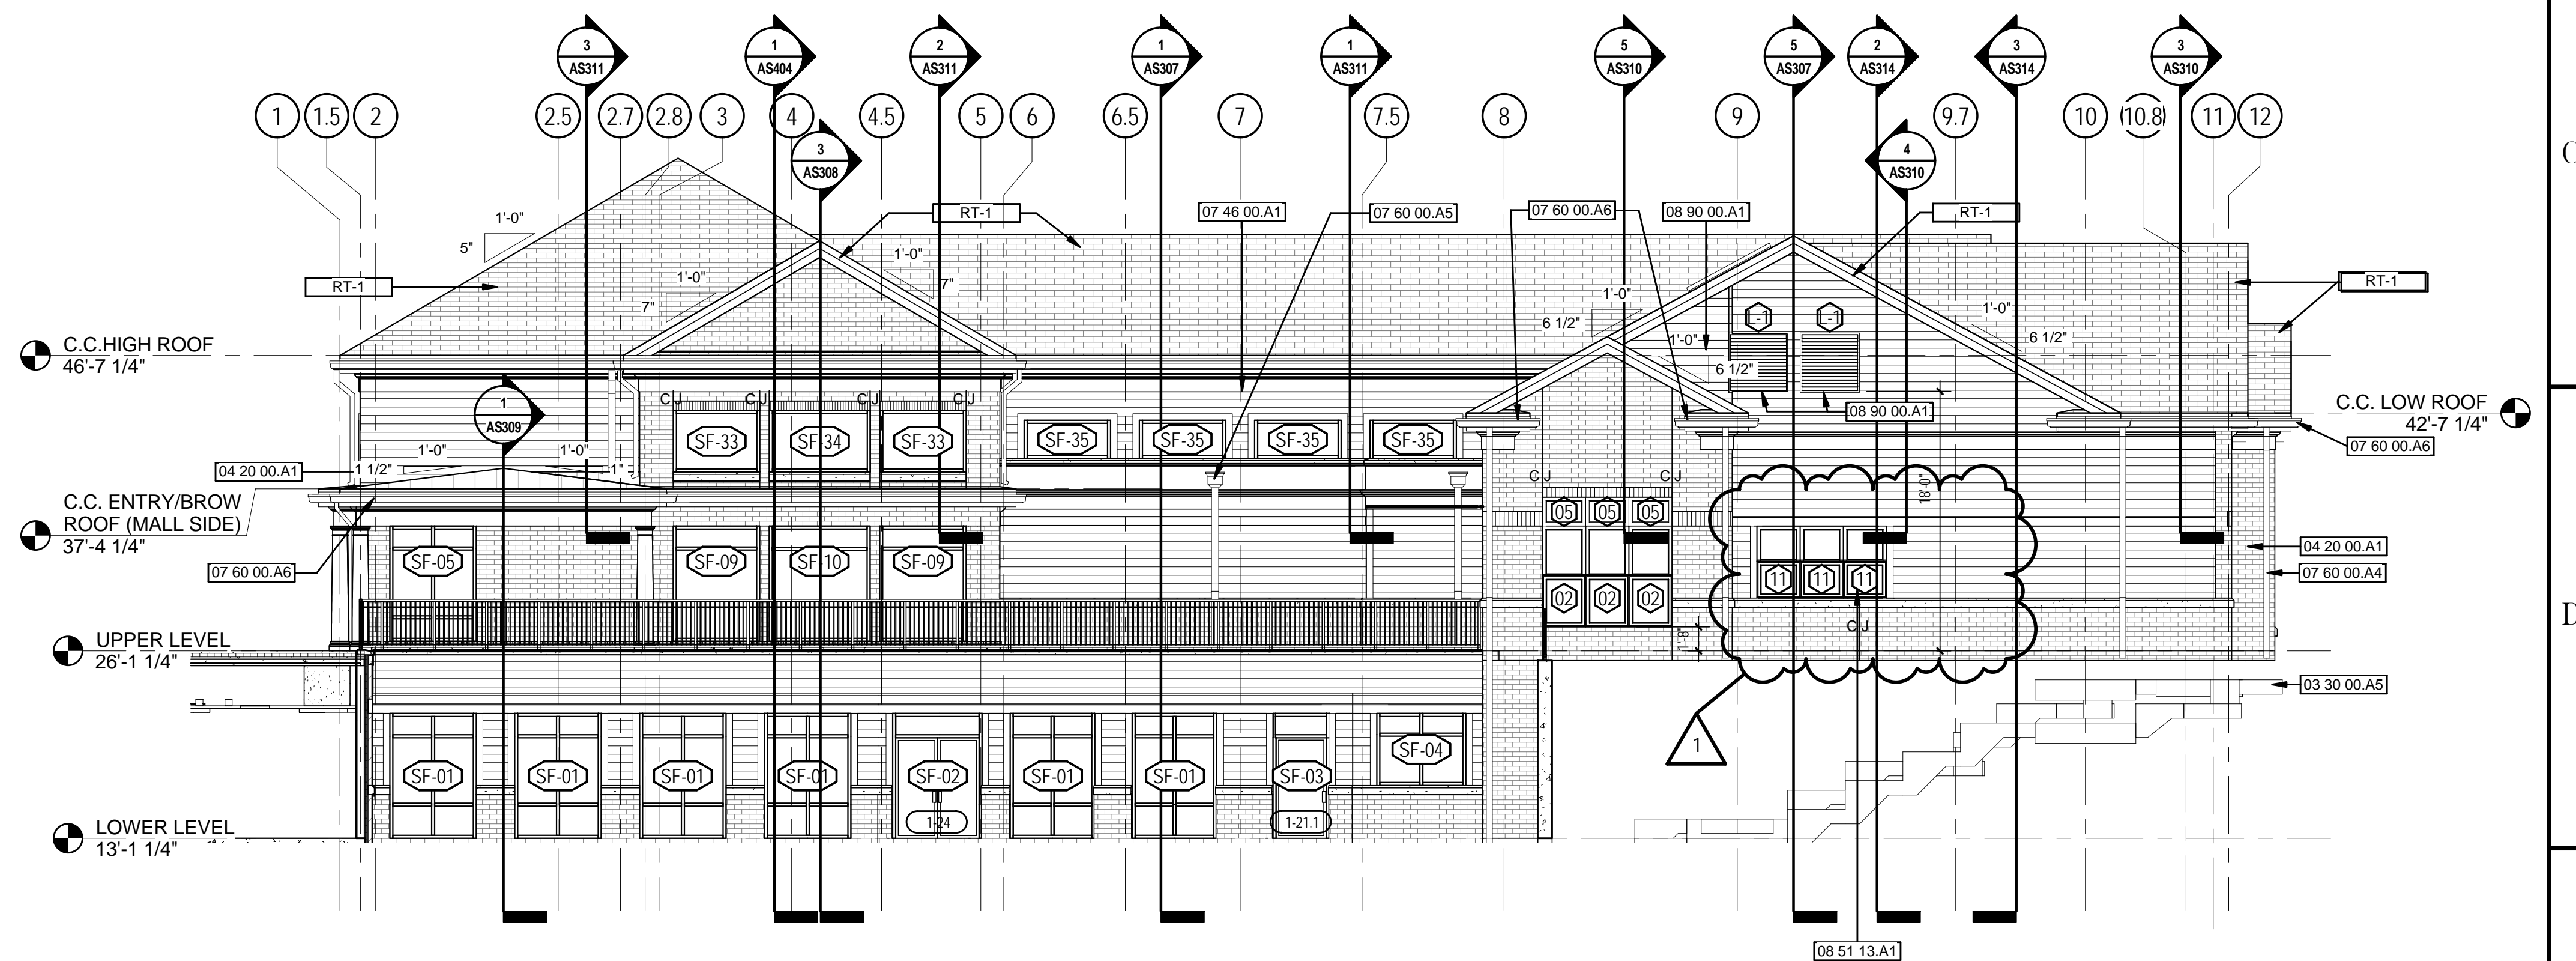 3
AS311
1
AS404
2
AS311
1
AS307
1
AS311
5
AS310
5
AS307
2
AS314
3
AS314
3
AS310
C
1
1.5
2
2.5
2.7
2.8
3
4
4.5
5
6
6.5
7
7.5
8
9
9.7
10
10.8
11
12
3
AS308
4
AS310
RT-1
07 46 00.A1
07 60 00.A5
07 60 00.A6
08 90 00.A1
RT-1
1'-0"
5"
1'-0"
7"
1'-0"
7"
RT-1
RT-1
1'-0"
6 1/2"
1'-0"
6 1/2"
1'-0"
6 1/2"
L-1
L-1
C.C.HIGH ROOF
46'-7 1/4"
C.C. LOW ROOF
42'-7 1/4"
1
AS309
CJ
CJ
CJ
CJ
08 90 00.A1
SF-33
SF-34
SF-33
SF-35
SF-35
SF-35
SF-35
07 60 00.A6
04 20 00.A1
1'-0"
1 1/2"
1'-0"
1"
CJ
CJ
18'-0"
C.C. ENTRY/BROW
ROOF (MALL SIDE)
37'-4 1/4"
05
05
05
SF-05
SF-09
SF-10
SF-09
04 20 00.A1
07 60 00.A6
07 60 00.A4
11
11
11
02
02
02
D
UPPER LEVEL
26'-1 1/4"
1'-8"
CJ
03 30 00.A5
1
SF-01
SF-01
SF-01
SF-01
SF-02
SF-01
SF-01
SF-03
SF-04
1-24
1-21.1
LOWER LEVEL
13'-1 1/4"
08 51 13.A1